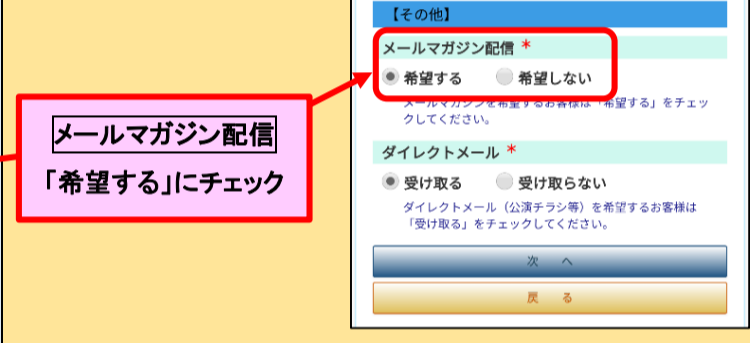 メールマガジン配信
「希望する」にチェック
【その他】
メールマガジン配信 *
希望する 希望しない
メールマガジンを希望するお客様は「希望する」をチェッ
クしてください。
ダイレクトメール *
受け取る 受け取らない
ダイレクトメール（公演チラシ等）を希望するお客様は
「受け取る」をチェックしてください。
次　へ
戻　る